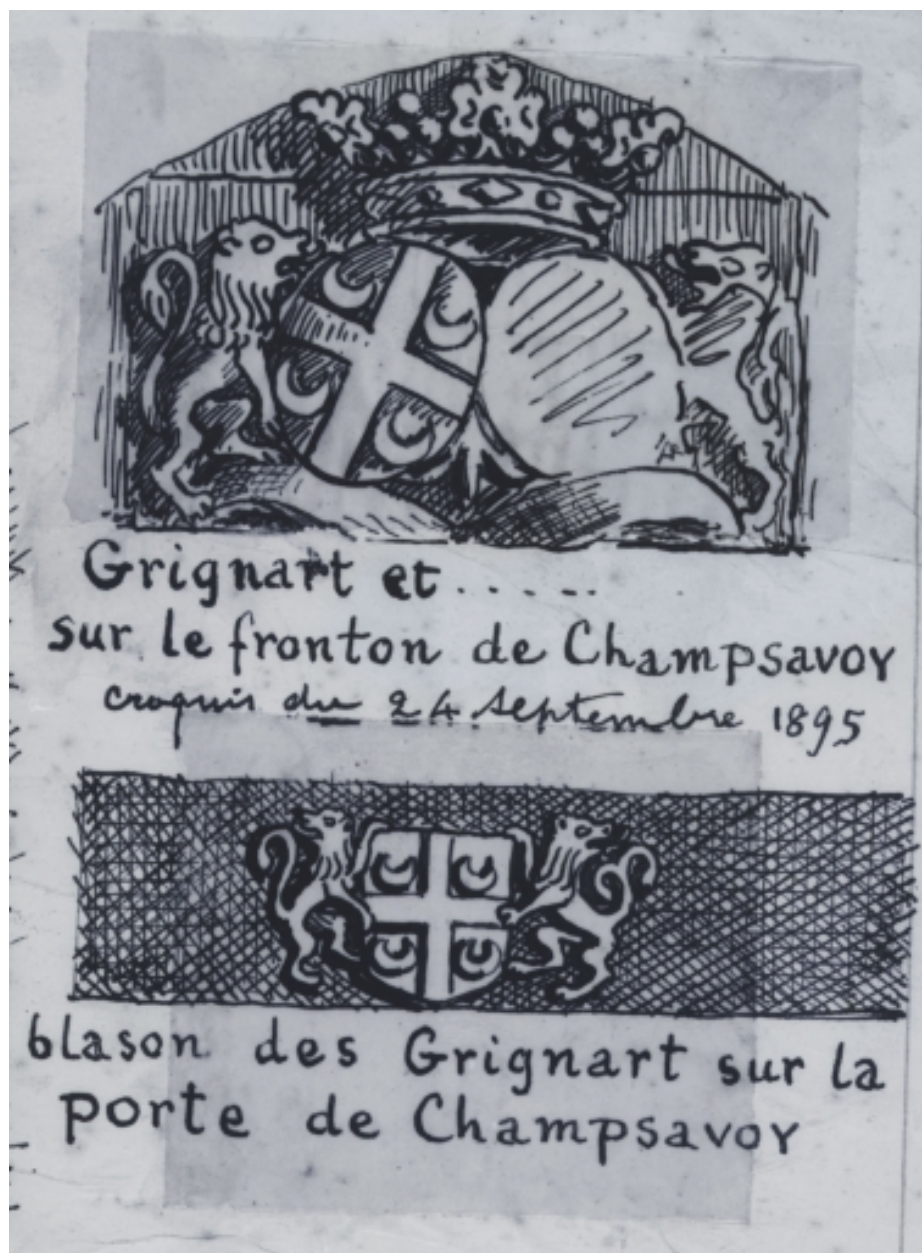 Grignart et . . . . . .
sur le fronton de Champsavoy
croquis du 24 septembre 1895
blason des Grignart sur la
porte de Champsavoy